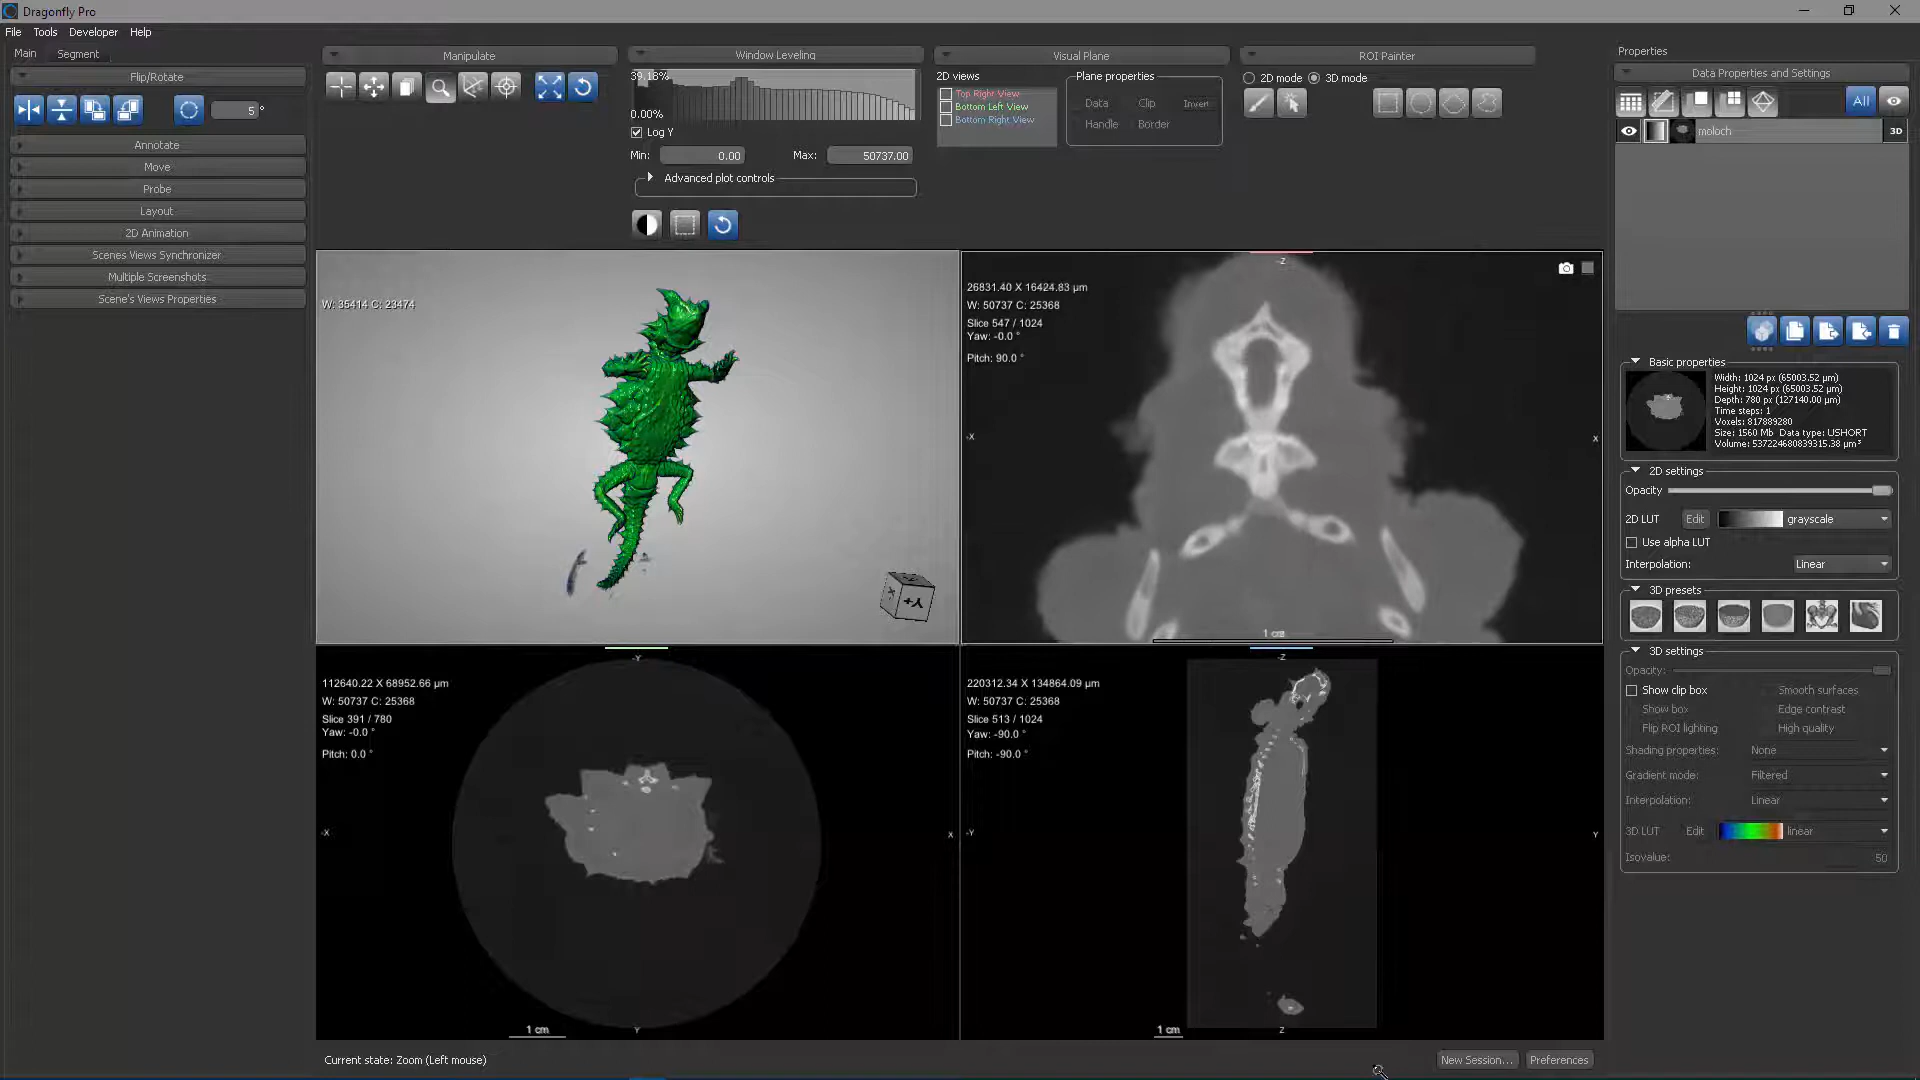 Dragonfly Pro
File Tools Developer Help
Main Segment
Flip/Rotate
5 °
Annotate
Move
Probe
Layout
2D Animation
Scenes Views Synchronizer
Multiple Screenshots
Scene's Views Properties
Manipulate
Window Leveling
39.18%
0.00%
Log Y
Min: 0.00 Max: 50737.00
Advanced plot controls
Visual Plane
2D views
Top Right View
Bottom Left View
Bottom Right View
Plane properties
Data Clip Invert
Handle Border
ROI Painter
2D mode 3D mode
W: 35414 C: 23474
+Y
X
-Z
26831.40 X 16424.83 µm
W: 50737 C: 25368
Slice 547 / 1024
Yaw: -0.0 °
Pitch: 90.0 °
-X
X
1 cm
-Y
112640.22 X 68952.66 µm
W: 50737 C: 25368
Slice 391 / 780
Yaw: -0.0 °
Pitch: 0.0 °
-X
X
1 cm
Y
-Z
220312.34 X 134864.09 µm
W: 50737 C: 25368
Slice 513 / 1024
Yaw: -90.0 °
Pitch: -90.0 °
-Y
Y
1 cm
Z
Current state: Zoom (Left mouse)
New Session... Preferences
Properties
Data Properties and Settings
All
moloch 3D
Basic properties
Width: 1024 px (65003.52 µm)
Height: 1024 px (65003.52 µm)
Depth: 780 px (127140.00 µm)
Time steps: 1
Voxels: 817889280
Size: 1560 Mb Data type: USHORT
Volume: 537224680839315.38 µm³
2D settings
Opacity
2D LUT Edit grayscale
Use alpha LUT
Interpolation: Linear
3D presets
3D settings
Opacity:
Show clip box Smooth surfaces
Show box Edge contrast
Flip ROI lighting High quality
Shading properties: None
Gradient mode: Filtered
Interpolation: Linear
3D LUT Edit linear
Isovalue: 50